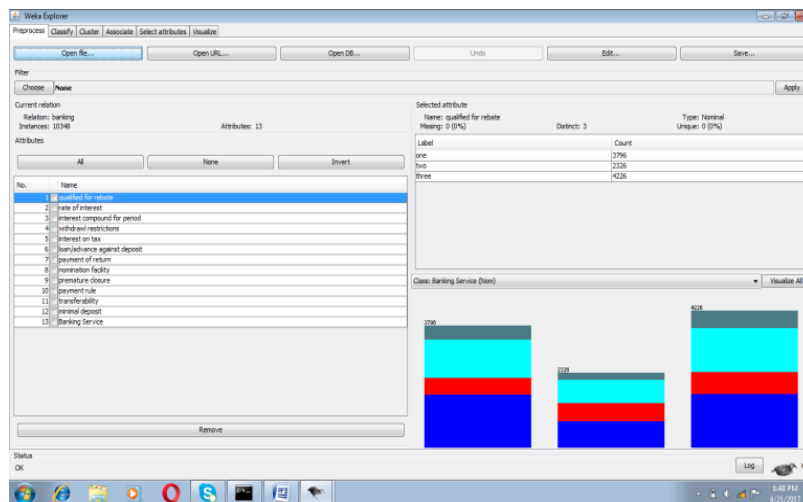 Weka Explorer
Preprocess Classify Cluster Associate Select attributes Visualize
Open file... Open URL... Open DB... Undo Edit... Save...
Filter
Choose None Apply
Current relation
Relation: banking
Instances: 10348 Attributes: 13
Selected attribute
Name: qualified for rebate Type: Nominal
Missing: 0 (0%) Distinct: 3 Unique: 0 (0%)
Attributes
All None Invert
No. Name
1 qualified for rebate
2 rate of interest
3 interest compound for period
4 withdrawl restrictions
5 interest on tax
6 loan/advance against deposit
7 payment of return
8 nomination facility
9 premature closure
10 payment rule
11 transferability
12 minimal deposit
13 Banking Service
Remove
Label Count
one 3796
two 2326
three 4226
Class: Banking Service (Nom) Visualize All
3796
2326
4226
Status
OK
Log
6:48 PM
4/21/2017